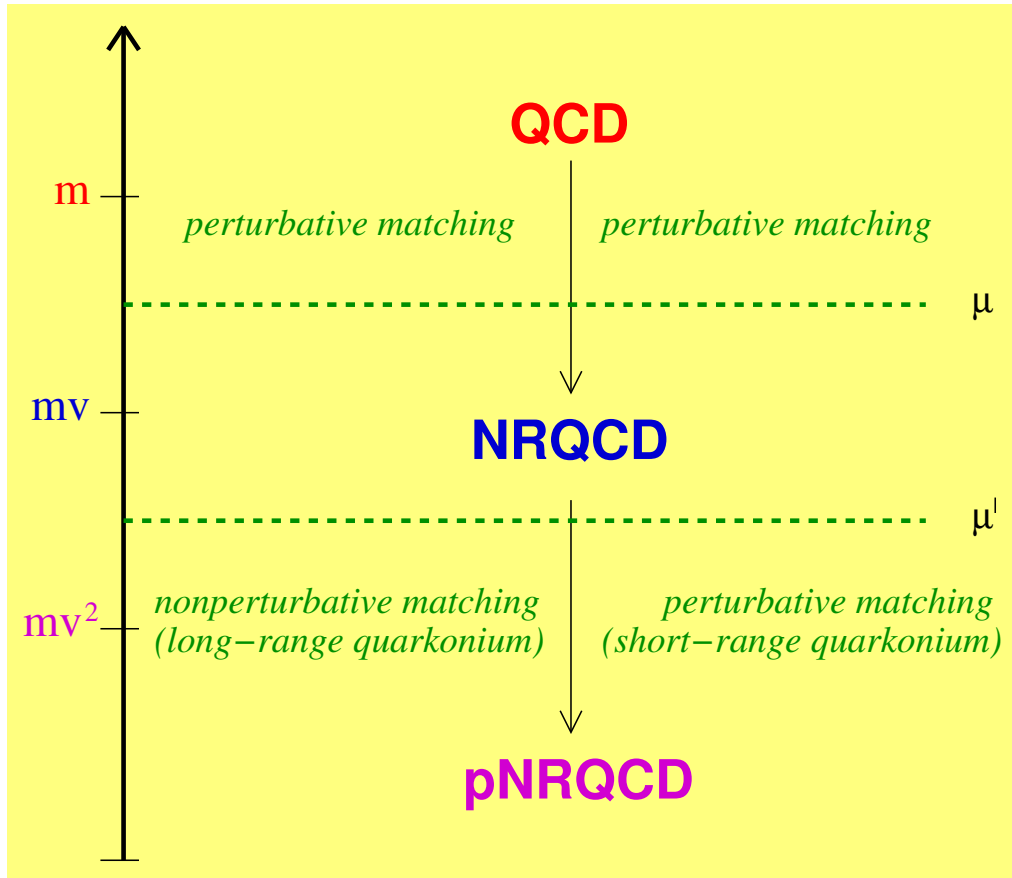 QCD
m
perturbative matching perturbative matching
μ
mv
NRQCD
μ'
mv²
nonperturbative matching perturbative matching
(long−range quarkonium) (short−range quarkonium)
pNRQCD